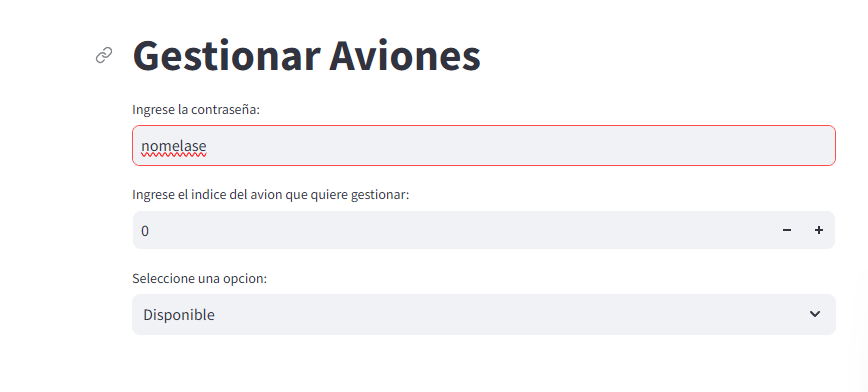 Gestionar Aviones
Ingrese la contraseña:
nomelase
Ingrese el indice del avion que quiere gestionar:
0
Seleccione una opcion:
Disponible